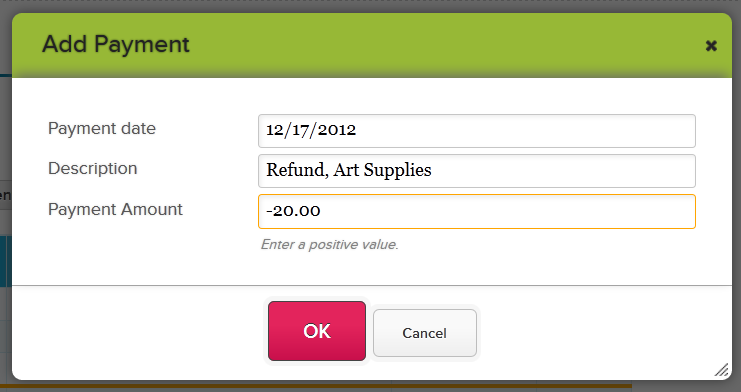 Add Payment
Payment date 12/17/2012
Description Refund, Art Supplies
Payment Amount -20.00
Enter a positive value.
OK Cancel